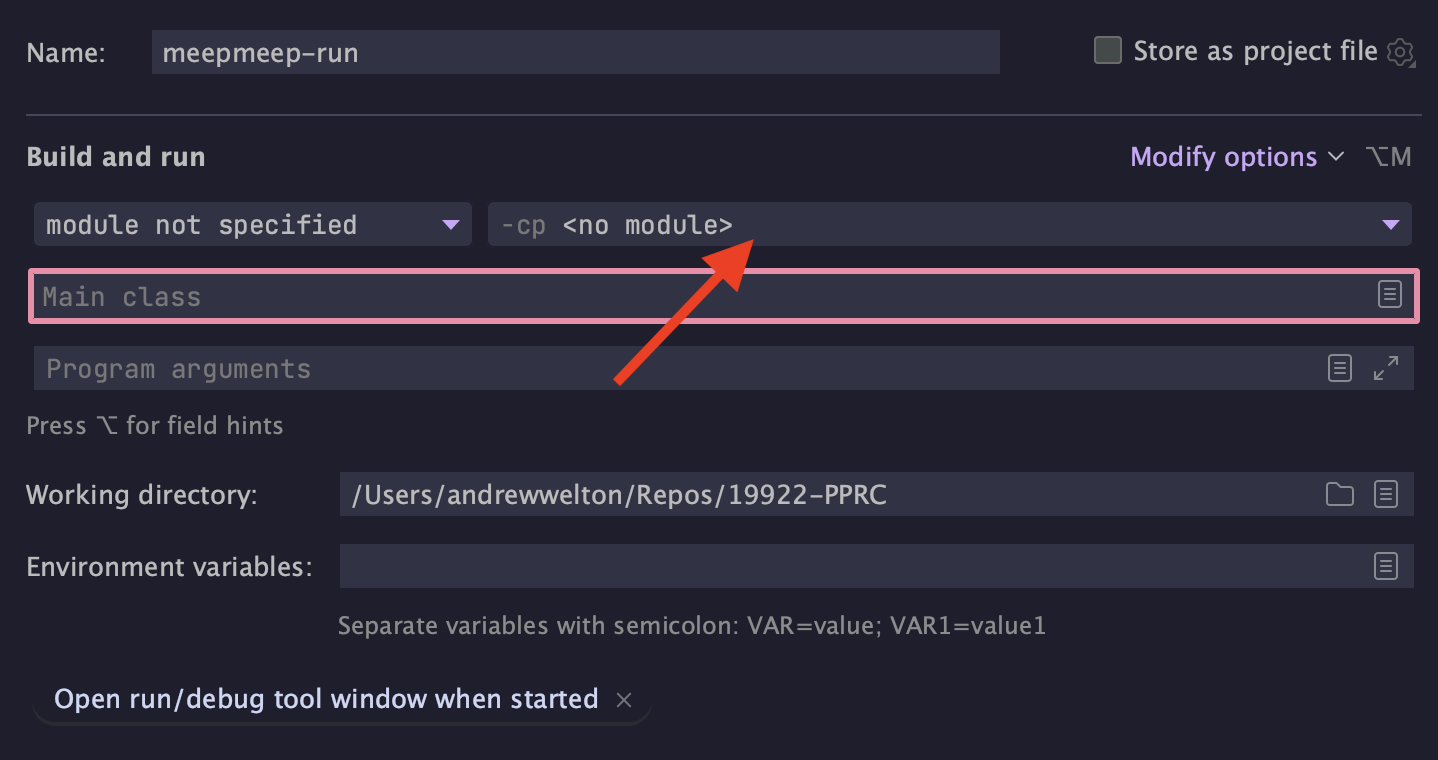 Name: meepmeep-run Store as project file
Build and run Modify options ⌥M
module not specified -cp <no module>
Main class
Program arguments
Press ⌥ for field hints
Working directory: /Users/andrewwelton/Repos/19922-PPRC
Environment variables:
Separate variables with semicolon: VAR=value; VAR1=value1
Open run/debug tool window when started ×